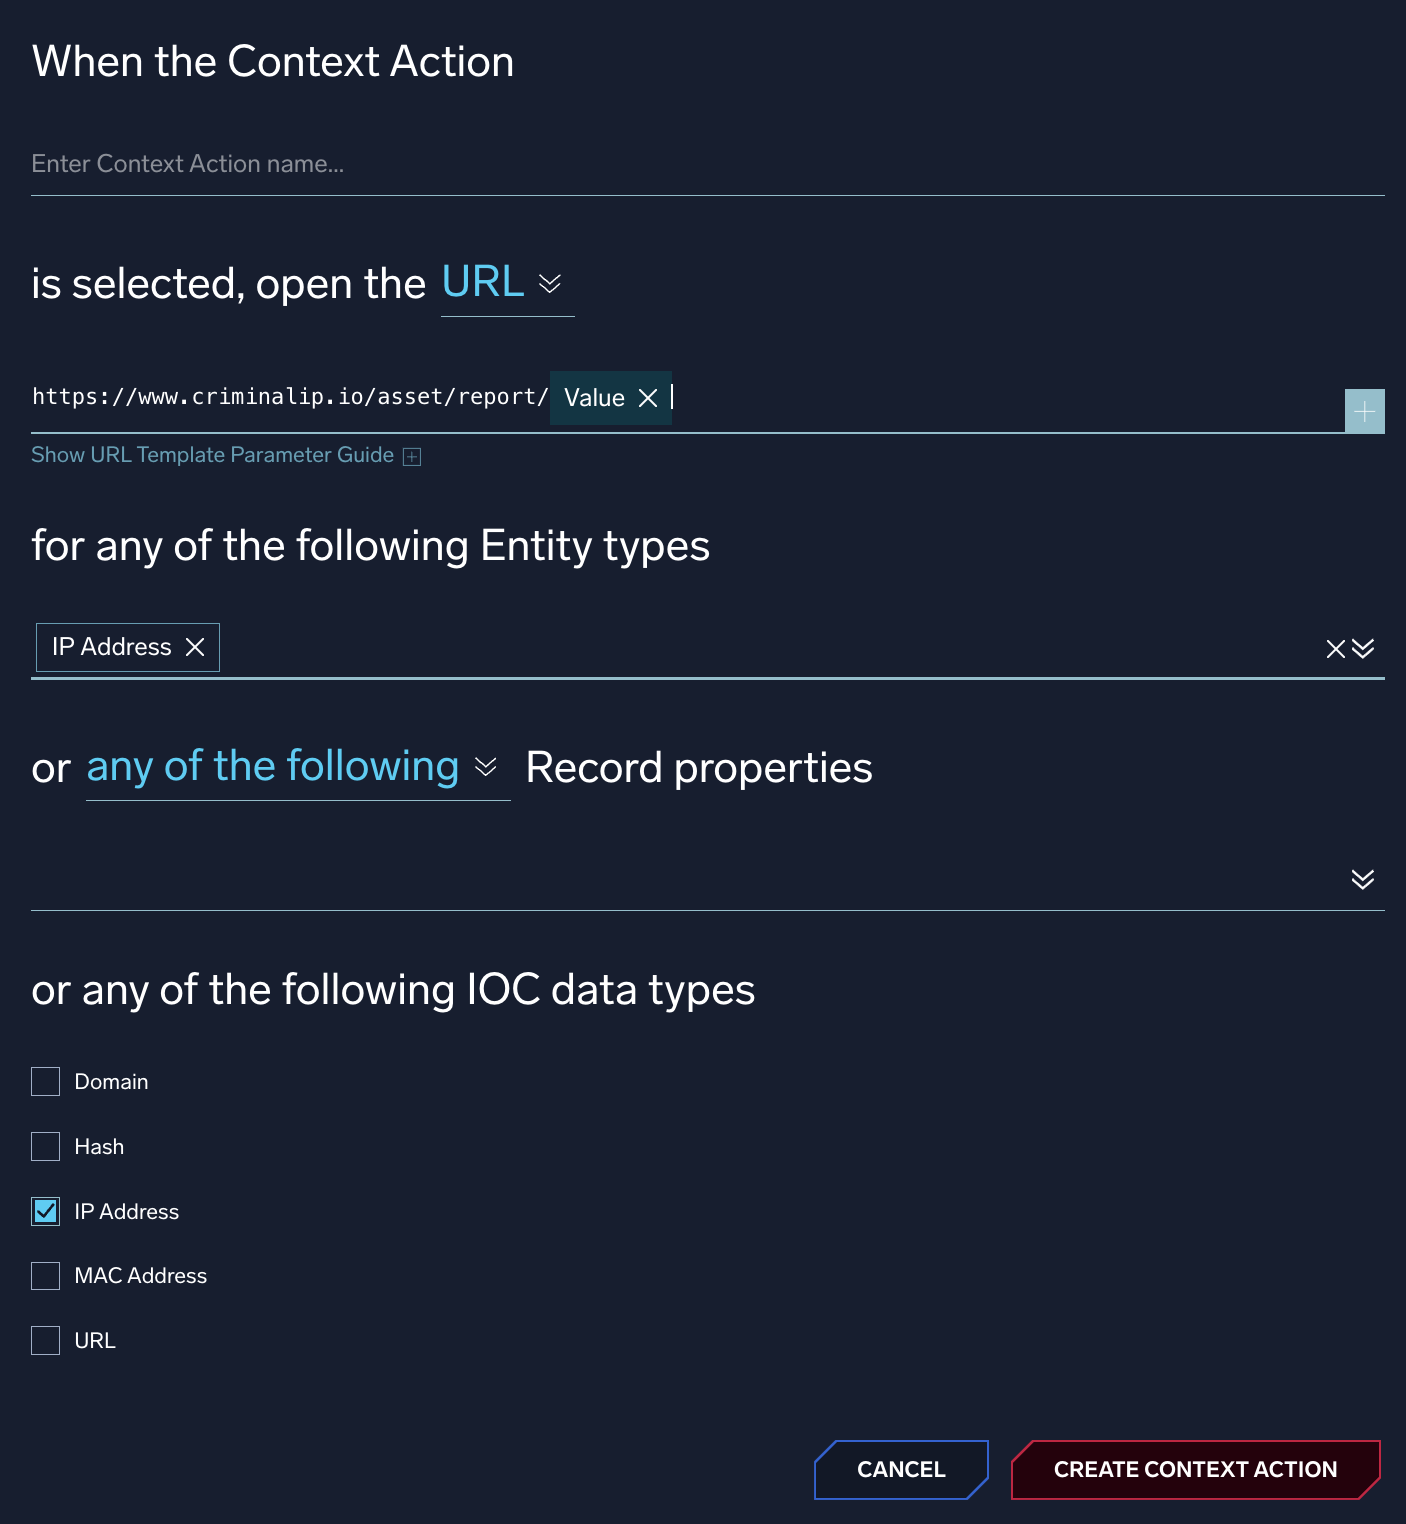 When the Context Action
Enter Context Action name...
is selected, open the URL
https://www.criminalip.io/asset/report/ Value
Show URL Template Parameter Guide
for any of the following Entity types
IP Address
or any of the following Record properties
or any of the following IOC data types
Domain
Hash
IP Address
MAC Address
URL
CANCEL CREATE CONTEXT ACTION